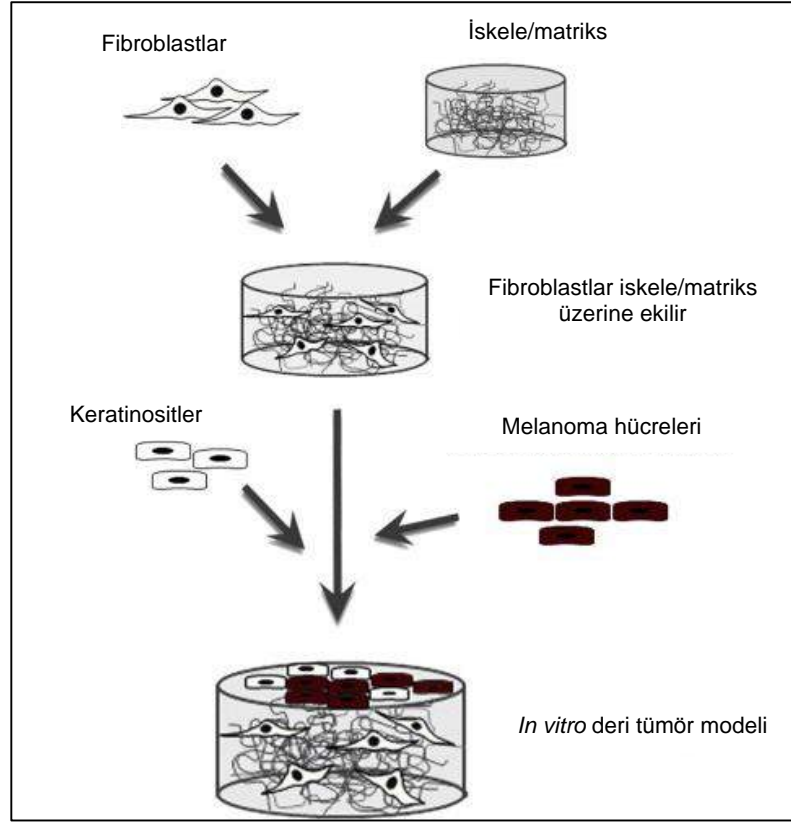 Fibroblastlar
İskele/matriks
Fibroblastlar iskele/matriks
üzerine ekilir
Keratinositler
Melanoma hücreleri
In vitro deri tümör modeli